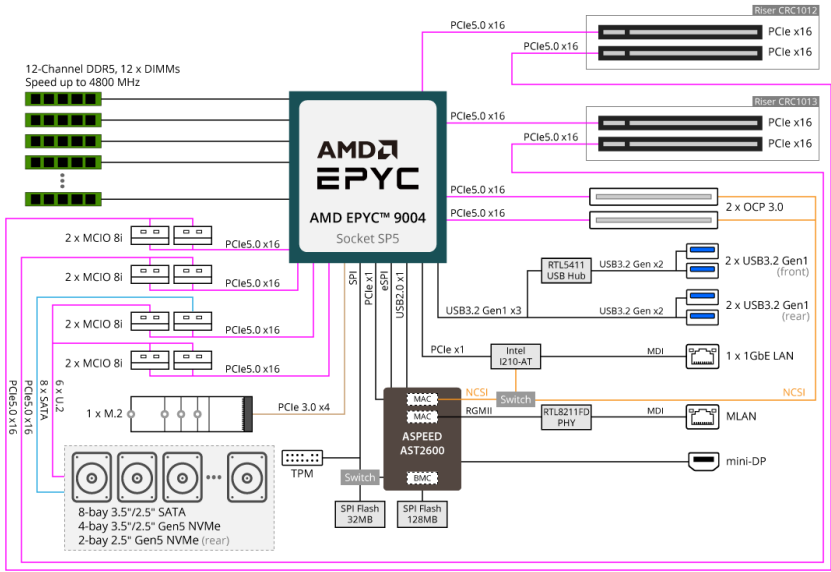 Riser CRC1012
PCIe5.0 x16
PCIe x16
PCIe5.0 x16
PCIe x16
12-Channel DDR5, 12 x DIMMs
Speed up to 4800 MHz
Riser CRC1013
PCIe5.0 x16
PCIe x16
PCIe5.0 x16
PCIe x16
AMD
EPYC
AMD EPYC™ 9004
Socket SP5
PCIe5.0 x16
PCIe5.0 x16
2 x OCP 3.0
2 x MCIO 8i
PCIe5.0 x16
2 x MCIO 8i
PCIe5.0 x16
2 x MCIO 8i
PCIe5.0 x16
2 x MCIO 8i
PCIe5.0 x16
SPI
PCIe x1
eSPI
USB2.0 x1
RTL5411
USB Hub
USB3.2 Gen x2
2 x USB3.2 Gen1
(front)
USB3.2 Gen1 x3
USB3.2 Gen x2
2 x USB3.2 Gen1
(rear)
PCIe x1
Intel
I210-AT
MDI
1 x 1GbE LAN
PCIe5.0 x16
PCIe5.0 x16
8 x SATA
6 x U.2
1 x M.2
PCIe 3.0 x4
MAC
NCSI
Switch
NCSI
MAC
RGMII
RTL8211FD
PHY
MDI
MLAN
ASPEED
AST2600
TPM
mini-DP
Switch
BMC
SPI Flash
32MB
SPI Flash
128MB
8-bay 3.5"/2.5" SATA
4-bay 3.5"/2.5" Gen5 NVMe
2-bay 2.5" Gen5 NVMe (rear)